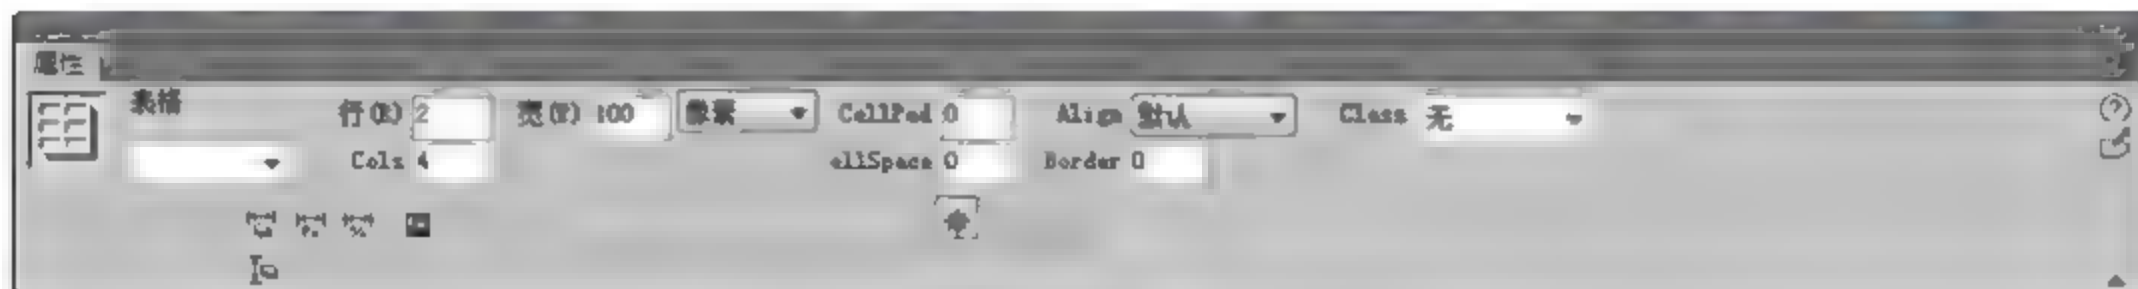 属性
表格 行(R) 2 宽(W) 100 像素 CellPad 0 Align 默认 Class 无
Cols 4 ellSpace 0 Border 0